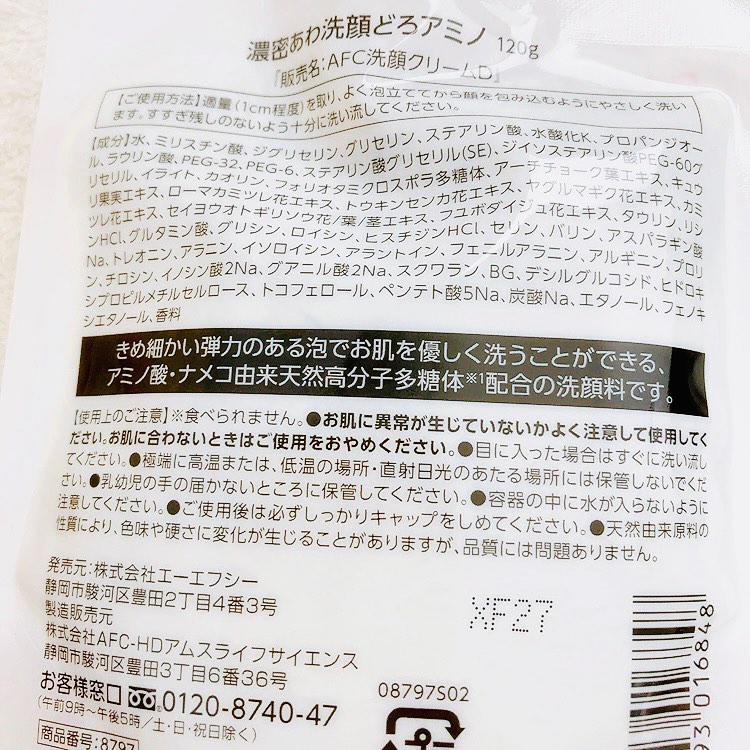 濃密あわ洗顔どろアミノ 120g
「販売名:AFC洗顔クリームD」
【ご使用方法】適量(1cm程度)を取り、よく泡立ててから顔を包み込むようにやさしく洗い
ます。すすぎ残しのないよう十分に洗い流してください。
【成分】水、ミリスチン酸、ジグリセリン、グリセリン、ステアリン酸、水酸化K、プロパンジオー
ル、ラウリン酸、PEG-32、PEG-6、ステアリン酸グリセリル(SE)、ジイソステアリン酸PEG-60グ
リセリル、イライト、カオリン、フォリオタミクロスポラ多糖体、アーチチョーク葉エキス、キュウ
リ果実エキス、ローマカミツレ花エキス、トウキンセンカ花エキス、ヤグルマギク花エキス、カミ
ツレ花エキス、セイヨウオトギリソウ花/葉/茎エキス、フユボダイジュ花エキス、タウリン、リシ
ンHCl、グルタミン酸、グリシン、ロイシン、ヒスチジンHCl、セリン、バリン、アスパラギン酸
Na、トレオニン、アラニン、イソロイシン、アラントイン、フェニルアラニン、アルギニン、プロリ
ン、チロシン、イノシン酸2Na、グアニル酸2Na、スクワラン、BG、デシルグルコシド、ヒドロキ
シプロピルメチルセルロース、トコフェロール、ペンテト酸5Na、炭酸Na、エタノール、フェノキ
シエタノール、香料
きめ細かい弾力のある泡でお肌を優しく洗うことができる、
アミノ酸・ナメコ由来天然高分子多糖体※1配合の洗顔料です。
【使用上のご注意】※食べられません。●お肌に異常が生じていないかよく注意して使用してく
ださい。お肌に合わないときはご使用をおやめください。●目に入った場合はすぐに洗い流し
てください。●極端に高温または、低温の場所・直射日光のあたる場所には保管しないでくだ
さい。●乳幼児の手の届かないところに保管してください。●容器の中に水が入らないように
注意してください。●ご使用後は必ずしっかりキャップをしめてください。●天然由来原料の
性質により、色味や硬さに変化が生じることがありますが、品質には問題ありません。
発売元:株式会社エーエフシー
静岡市駿河区豊田2丁目4番3号
製造販売元
株式会社AFC-HDアムスライフサイエンス
静岡市駿河区豊田3丁目6番36号
お客様窓口 0120-8740-47
(午前9時〜午後5時/土・日・祝日除く)
商品番号:8797
XF27
08797S02
3 016848